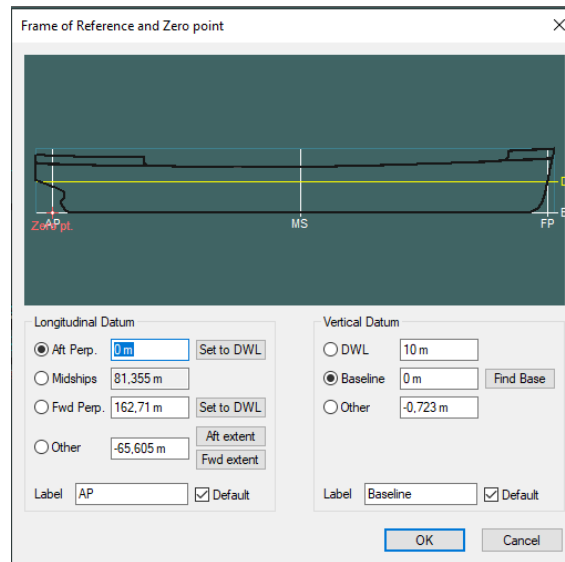 Frame of Reference and Zero point
MS
FP
AP
Zero pt.
Longitudinal Datum
Aft Perp. 0 m Set to DWL
Midships 81,355 m
Fwd Perp. 162,71 m Set to DWL
Other -65,605 m Aft extent
Fwd extent
Label AP Default
Vertical Datum
DWL 10 m
Baseline 0 m Find Base
Other -0,723 m
Label Baseline Default
OK Cancel